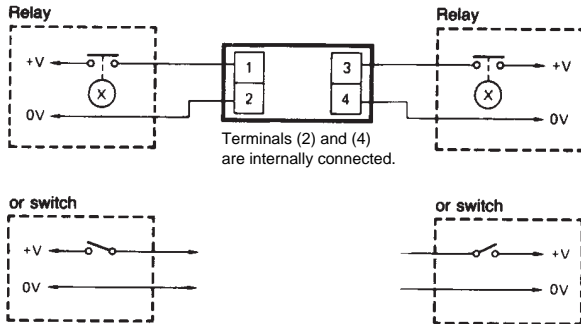 Relay
Relay
+V
X
0V
1
2
3
4
X
+V
0V
Terminals (2) and (4)
are internally connected.
or switch
or switch
+V
0V
+V
0V